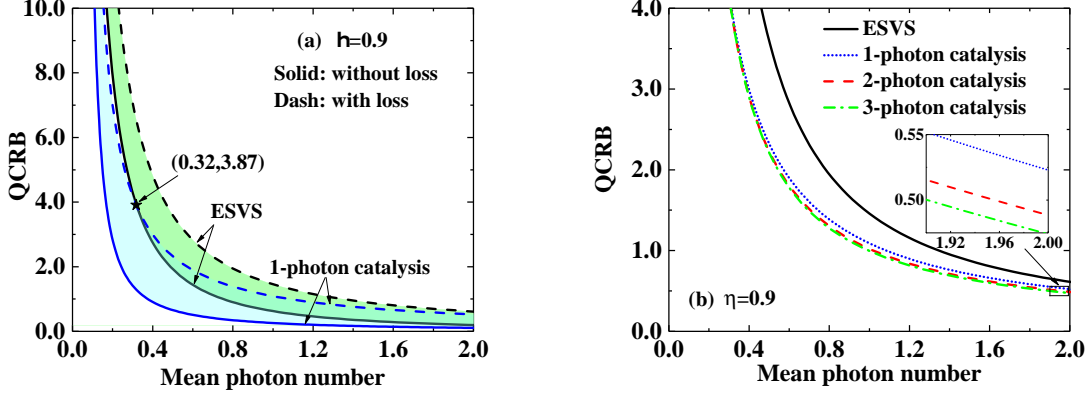 10.0
8.0
6.0
4.0
2.0
0.0
QCRB
(a) h=0.9
Solid: without loss
Dash: with loss
(0.32,3.87)
ESVS
1-photon catalysis
0.0 0.4 0.8 1.2 1.6 2.0
Mean photon number
4.0
3.0
2.0
1.0
0.0
QCRB
ESVS
1-photon catalysis
2-photon catalysis
3-photon catalysis
0.55
0.50
1.92 1.96 2.00
(b) η=0.9
0.0 0.4 0.8 1.2 1.6 2.0
Mean photon number